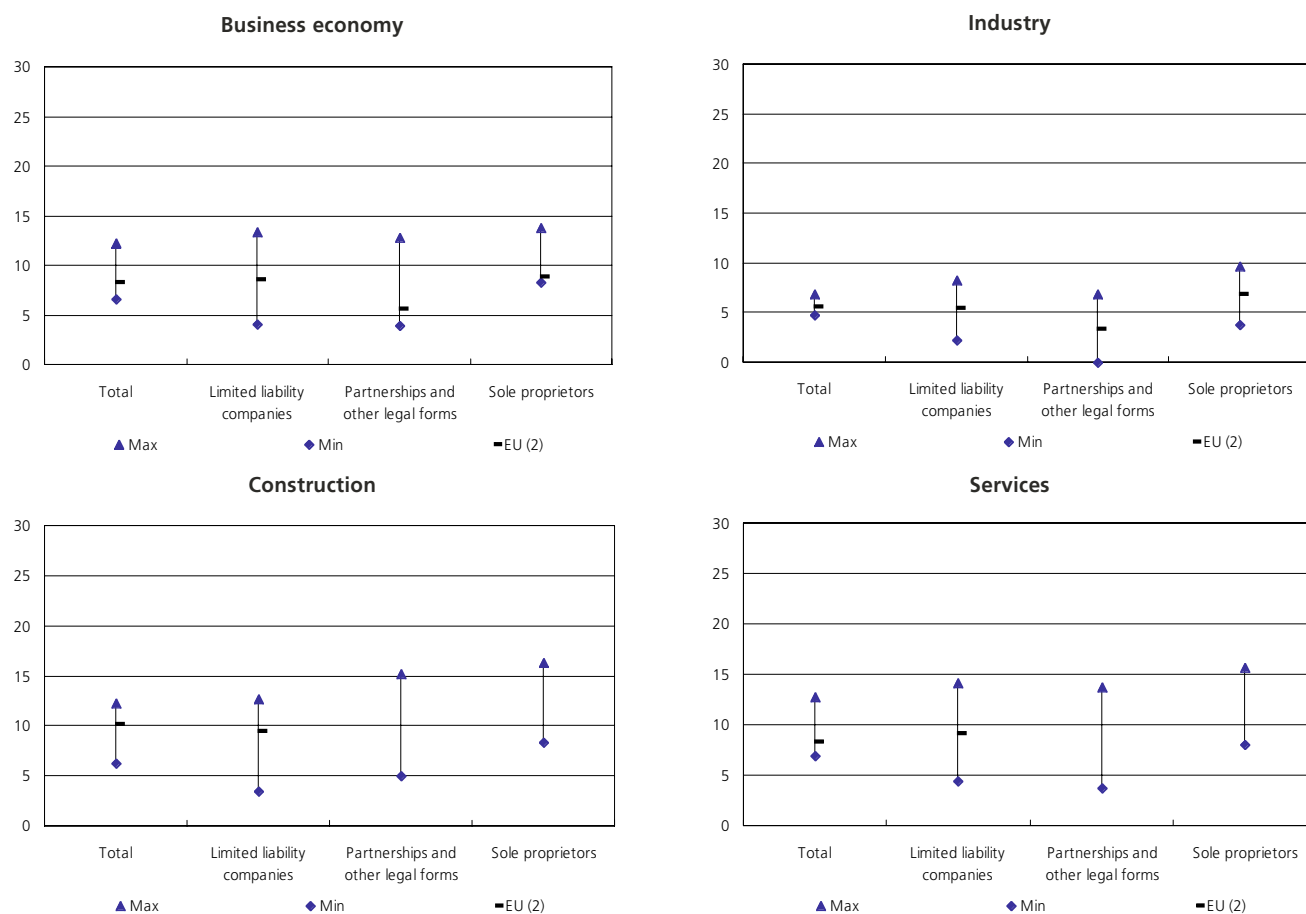 Business economy
30
25
20
15
10
5
0
Total
Limited liability
companies
Partnerships and
other legal forms
Sole proprietors
Max
Min
EU (2)
Industry
30
25
20
15
10
5
0
Total
Limited liability
companies
Partnerships and
other legal forms
Sole proprietors
Max
Min
EU (2)
Construction
30
25
20
15
10
5
0
Total
Limited liability
companies
Partnerships and
other legal forms
Sole proprietors
Max
Min
EU (2)
Services
30
25
20
15
10
5
0
Total
Limited liability
companies
Partnerships and
other legal forms
Sole proprietors
Max
Min
EU (2)